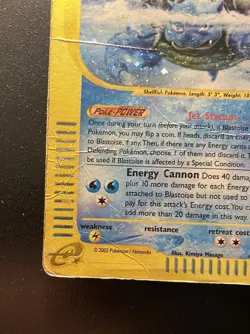 Shellfish Pokémon. Length: 5' 3", Weight: 18
Poké-POWER
Jet Stream
Once during your turn (before your attack), if Blastoise
Pokémon, you may flip a coin. If heads, discard an
to Blastoise, if any. Then, if there are any Energy cards a
Defending Pokémon, choose 1 of them and discard it. T
be used if Blastoise is affected by a Special Condition.
Energy Cannon Does 40 dama
plus 10 more damage for each Energy
attached to Blastoise but not used to
pay for this attack's Energy cost. You c
add more than 20 damage in this way.
weakness resistance retreat cost
e
© 2002 Pokémon / Nintendo
Illus. Kimiya Masago